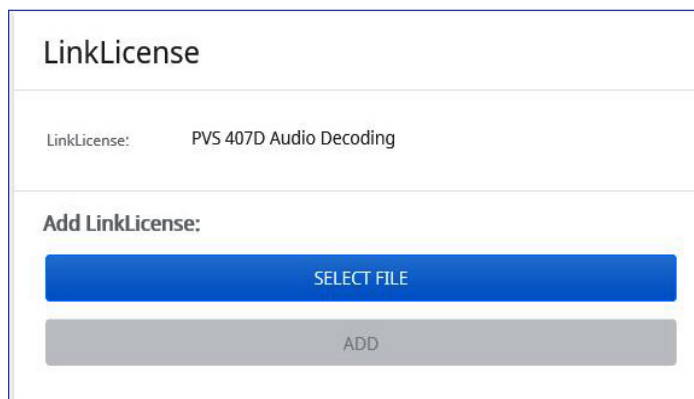 LinkLicense
LinkLicense: PVS 407D Audio Decoding
Add LinkLicense:
SELECT FILE
ADD